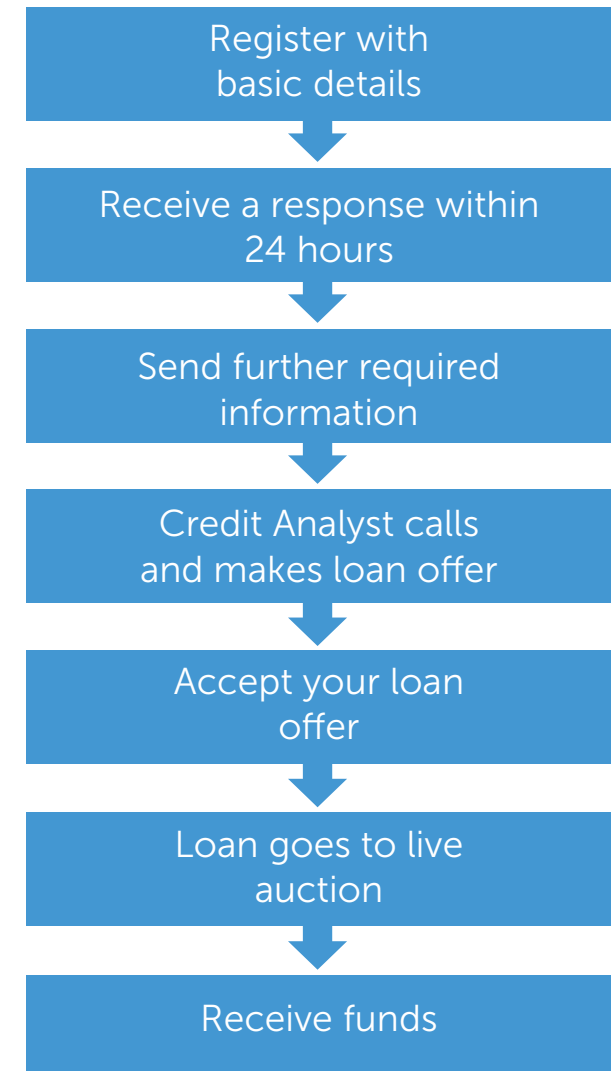 Register with
basic details
Receive a response within
24 hours
Send further required
information
Credit Analyst calls
and makes loan offer
Accept your loan
offer
Loan goes to live
auction
Receive funds